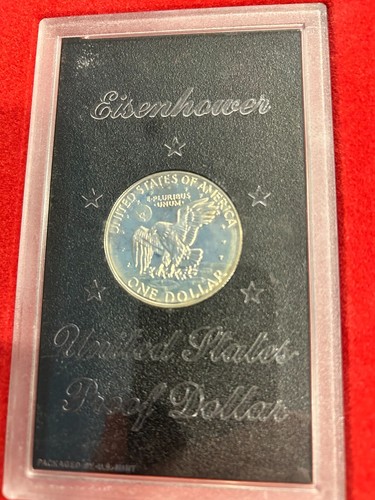 Eisenhower
UNITED STATES OF AMERICA
E·PLURIBUS
·UNUM·
ONE DOLLAR
United States
Proof Dollar
PACKAGED BY U.S. MINT